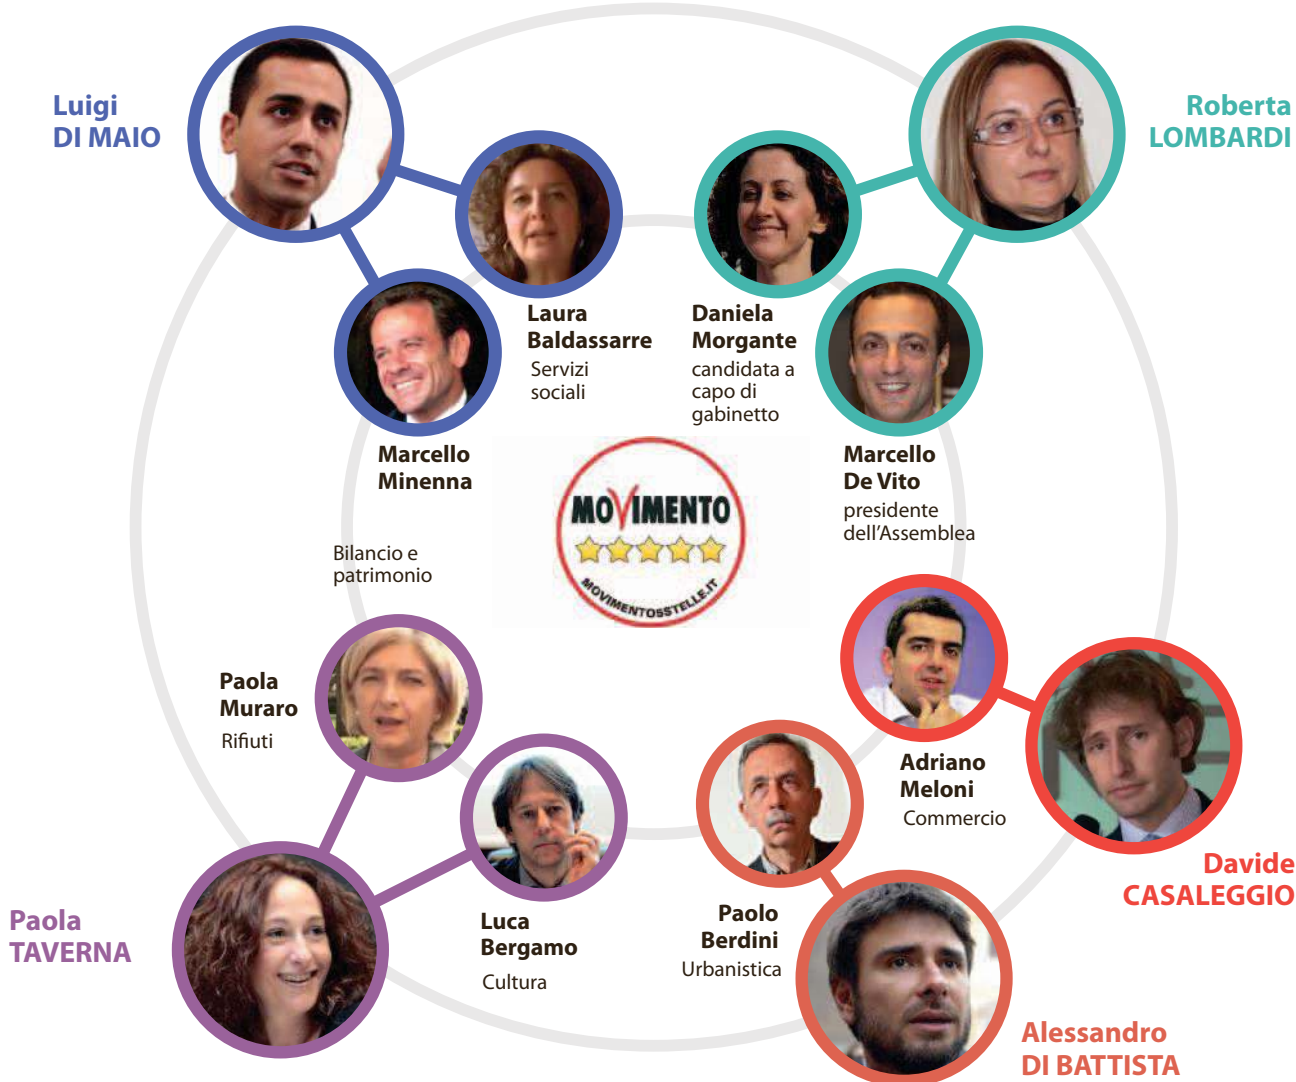 Luigi
DI MAIO
Roberta
LOMBARDI
Laura
Baldassarre
Servizi
sociali
Daniela
Morgante
candidata a
capo di
gabinetto
Marcello
Minenna
Bilancio e
patrimonio
Marcello
De Vito
presidente
dell'Assemblea
MOVIMENTO
MOVIMENTO5STELLE.IT
Paola
Muraro
Rifiuti
Adriano
Meloni
Commercio
Davide
CASALEGGIO
Paola
TAVERNA
Luca
Bergamo
Cultura
Paolo
Berdini
Urbanistica
Alessandro
DI BATTISTA